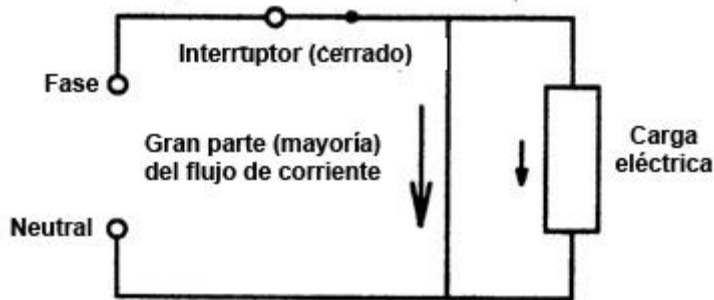 Interruptor (cerrado)
Fase
Gran parte (mayoría)
del flujo de corriente
Carga
eléctrica
Neutral